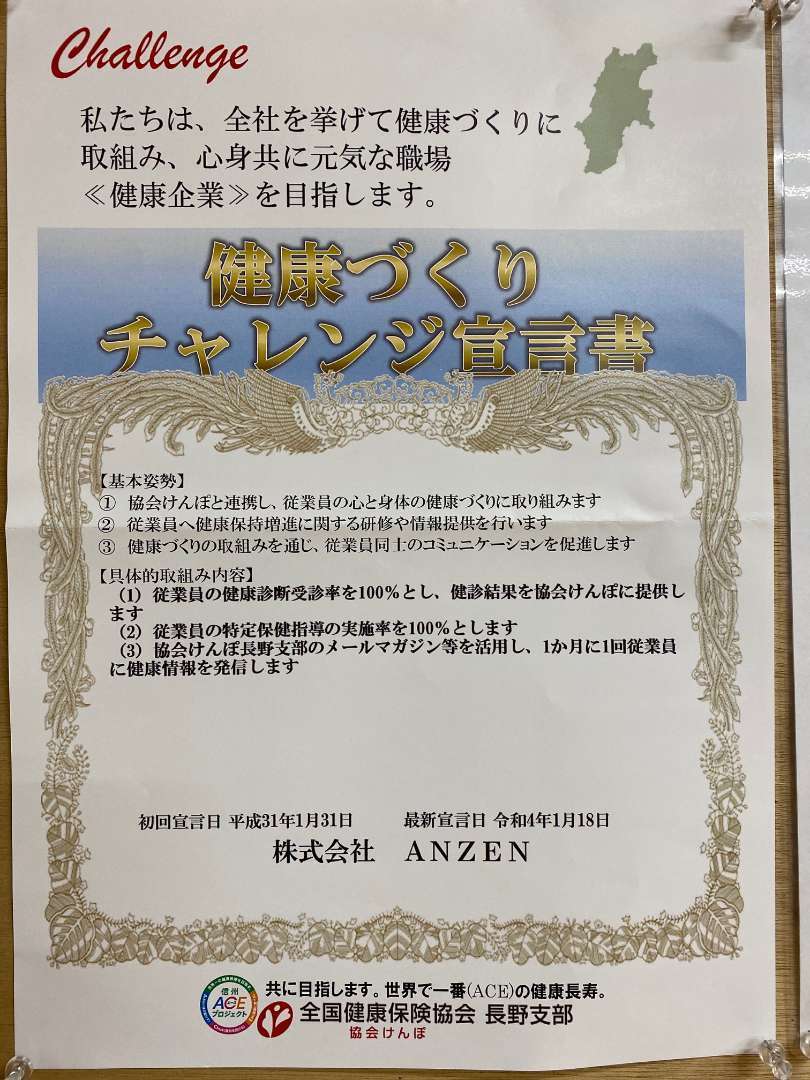 Challenge
私たちは、全社を挙げて健康づくりに
取組み、心身共に元気な職場
≪健康企業≫を目指します。
健康づくり
チャレンジ宣言書
【基本姿勢】
① 協会けんぽと連携し、従業員の心と身体の健康づくりに取り組みます
② 従業員へ健康保持増進に関する研修や情報提供を行います
③ 健康づくりの取組みを通じ、従業員同士のコミュニケーションを促進します
【具体的取組み内容】
（1）従業員の健康診断受診率を100%とし、健診結果を協会けんぽに提供し
ます
（2）従業員の特定保健指導の実施率を100%とします
（3）協会けんぽ長野支部のメールマガジン等を活用し、1か月に1回従業員
に健康情報を発信します
初回宣言日 平成31年1月31日 最新宣言日 令和4年1月18日
株式会社 ANZEN
信州
ACE
プロジェクト
共に目指します。世界で一番(ACE)の健康長寿。
全国健康保険協会 長野支部
協会けんぽ